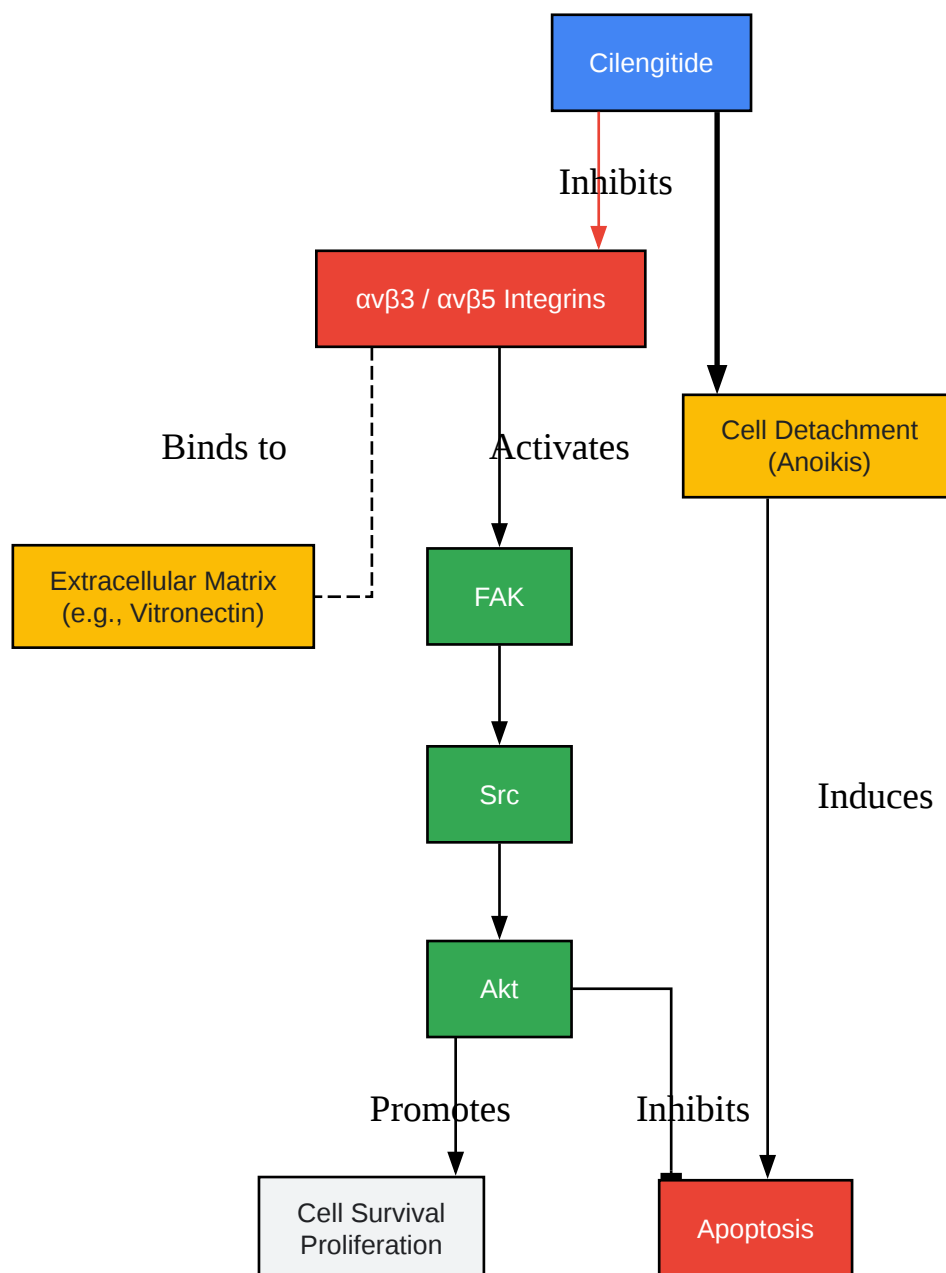 Cilengitide
Inhibits
αvβ3 / αvβ5 Integrins
Binds to
Activates
Cell Detachment
(Anoikis)
Extracellular Matrix
(e.g., Vitronectin)
FAK
Src
Induces
Akt
Promotes
Inhibits
Cell Survival
Proliferation
Apoptosis